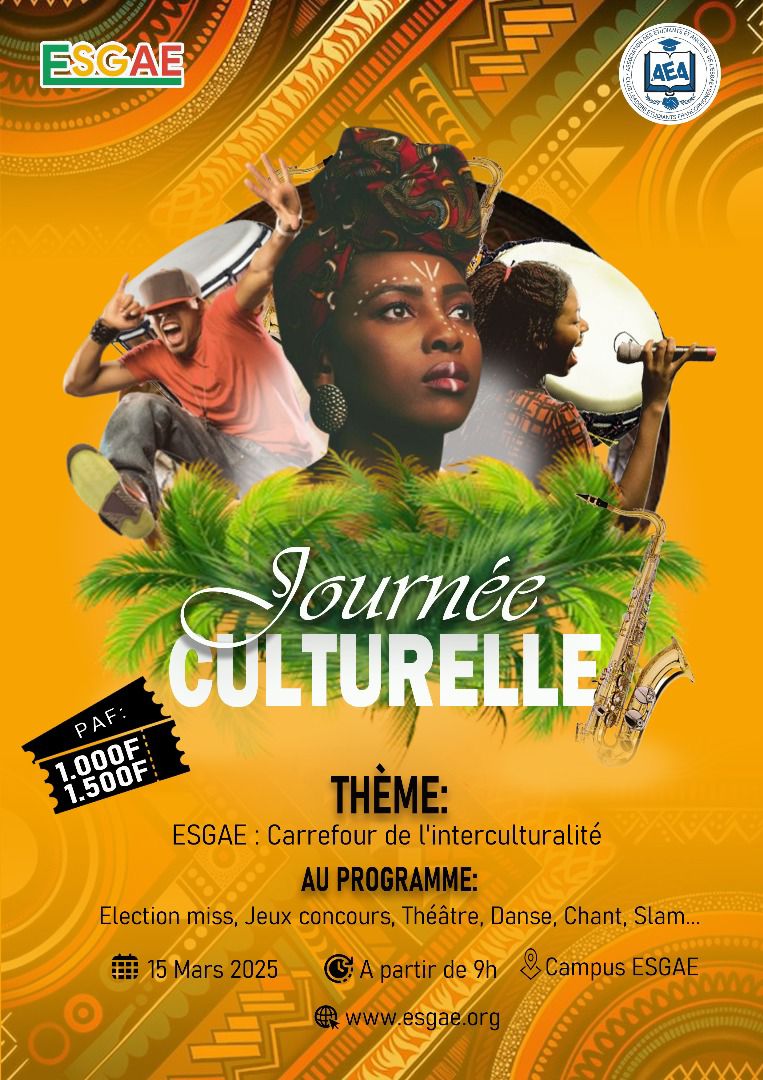 ESGAE
AEA
Journée
CULTURELLE
PAF:
1.000F
1.500F
THÈME:
ESGAE : Carrefour de l'interculturalité
AU PROGRAMME:
Election miss, Jeux concours, Théâtre, Danse, Chant, Slam...
15 Mars 2025
A partir de 9h
Campus ESGAE
www.esgae.org